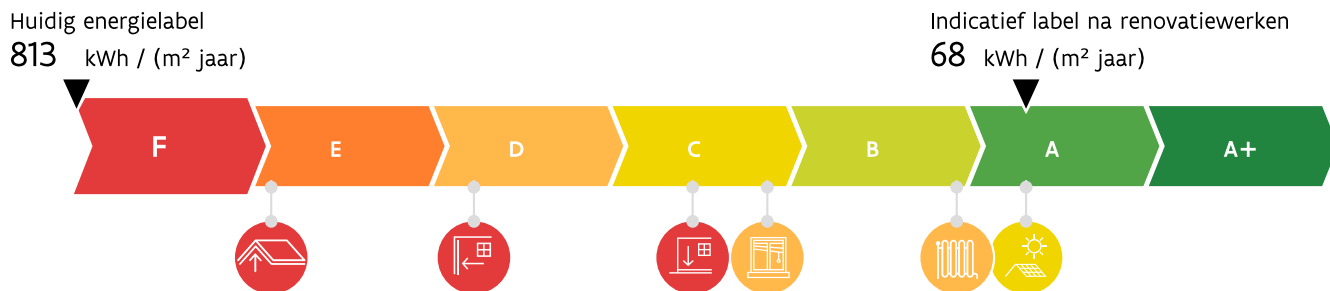 Huidig energielabel
813 kWh / (m² jaar)
Indicatief label na renovatiewerken
68 kWh / (m² jaar)
F E D C B A A+